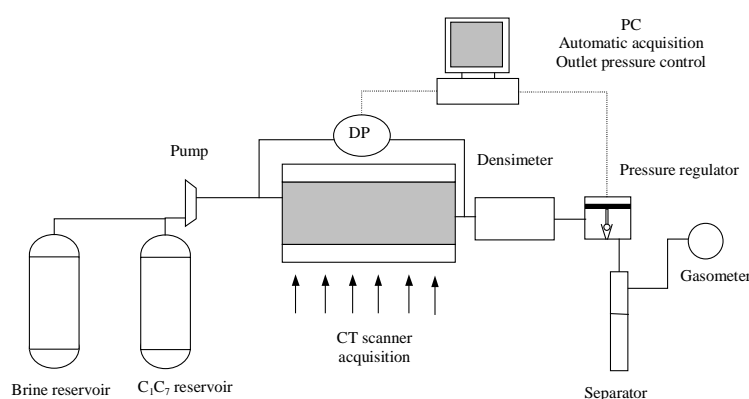 PC
Automatic acquisition
Outlet pressure control
DP
Pump
Densimeter
Pressure regulator
Gasometer
CT scanner
acquisition
Brine reservoir
C₁C₇ reservoir
Separator